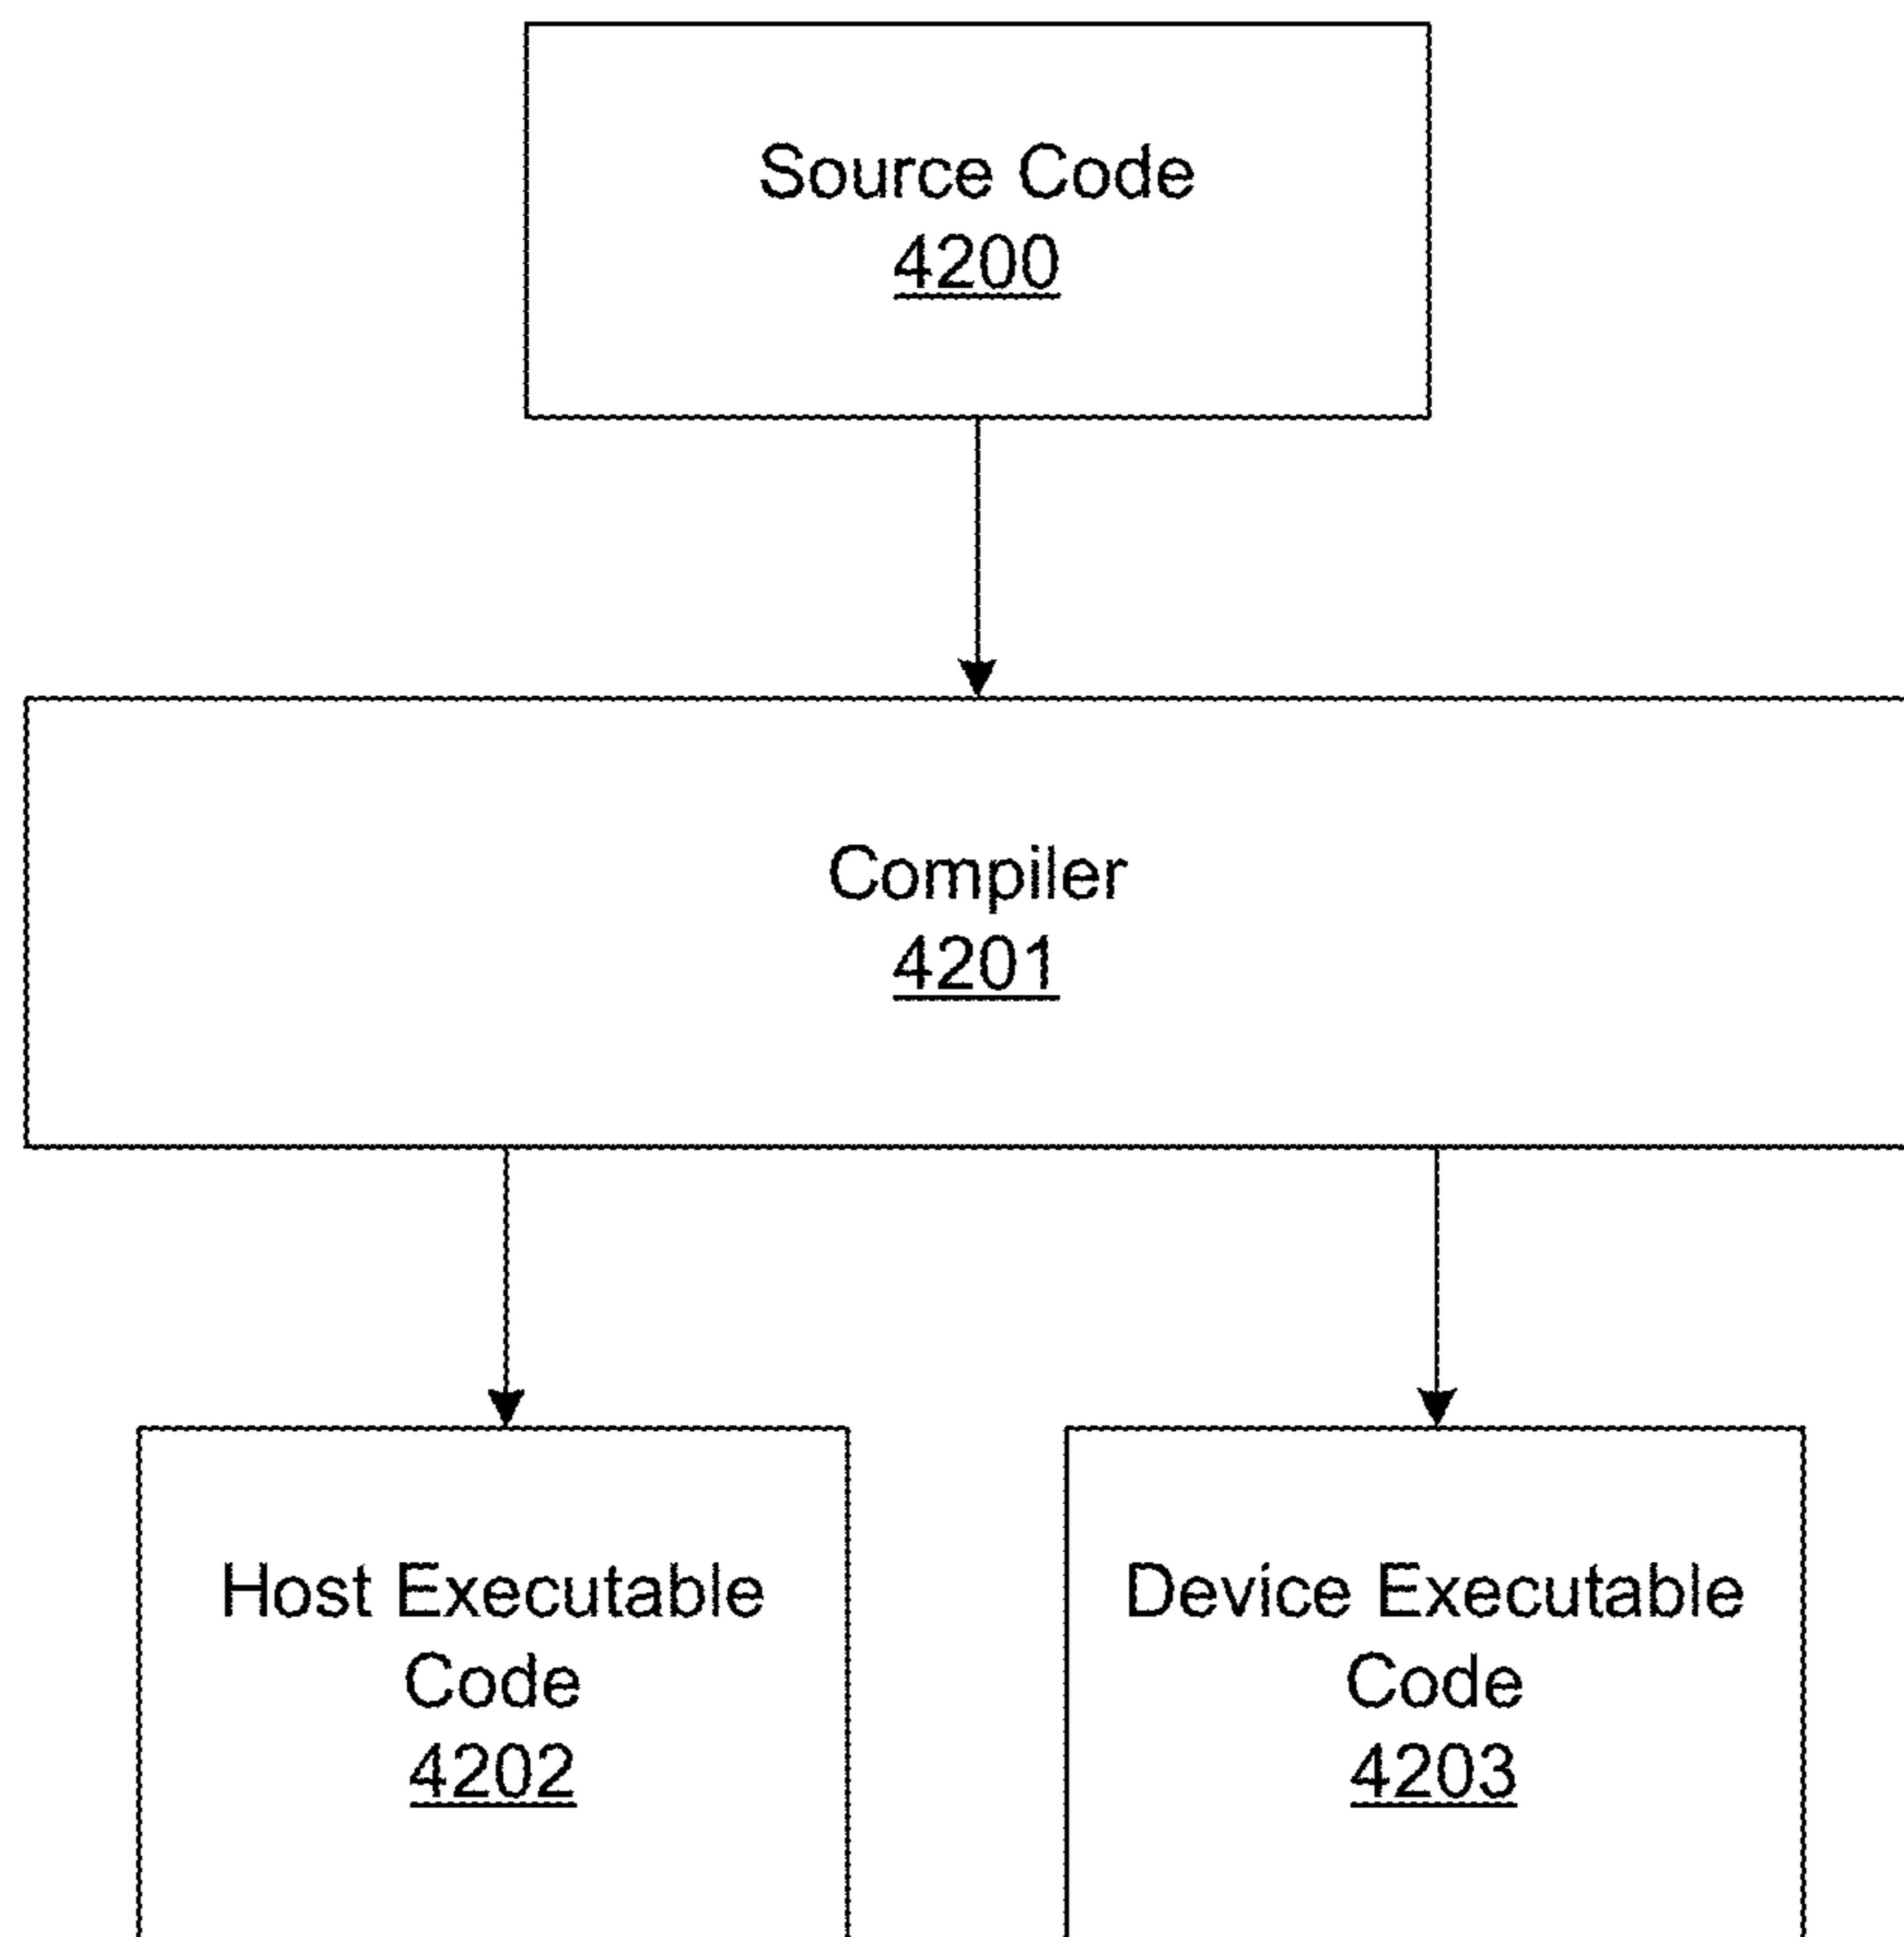 Source Code
4200
Compiler
4201
Host Executable
Code
4202
Device Executable
Code
4203